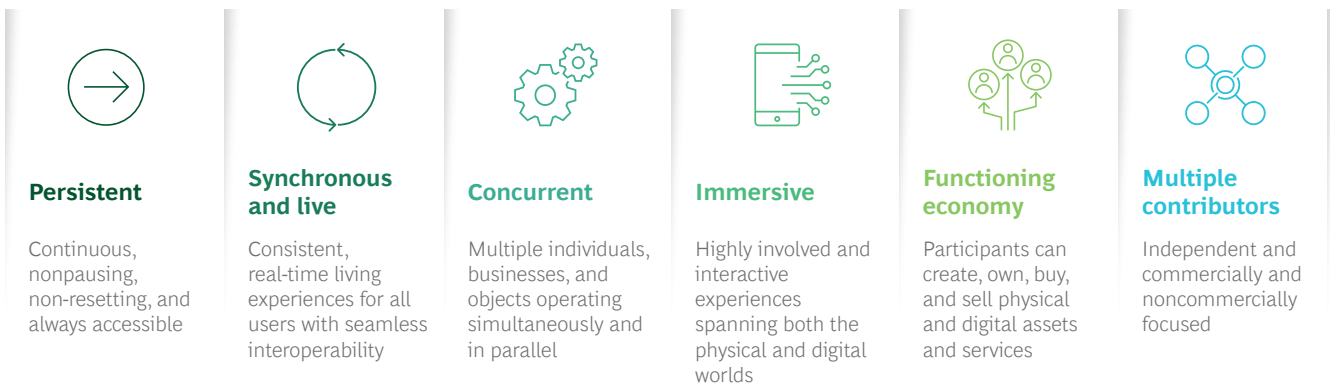 Persistent
Continuous,
nonpausing,
non-resetting, and
always accessible
Synchronous
and live
Consistent,
real-time living
experiences for all
users with seamless
interoperability
Concurrent
Multiple individuals,
businesses, and
objects operating
simultaneously and
in parallel
Immersive
Highly involved and
interactive
experiences
spanning both the
physical and digital
worlds
Functioning
economy
Participants can
create, own, buy,
and sell physical
and digital assets
and services
Multiple
contributors
Independent and
commercially and
noncommercially
focused